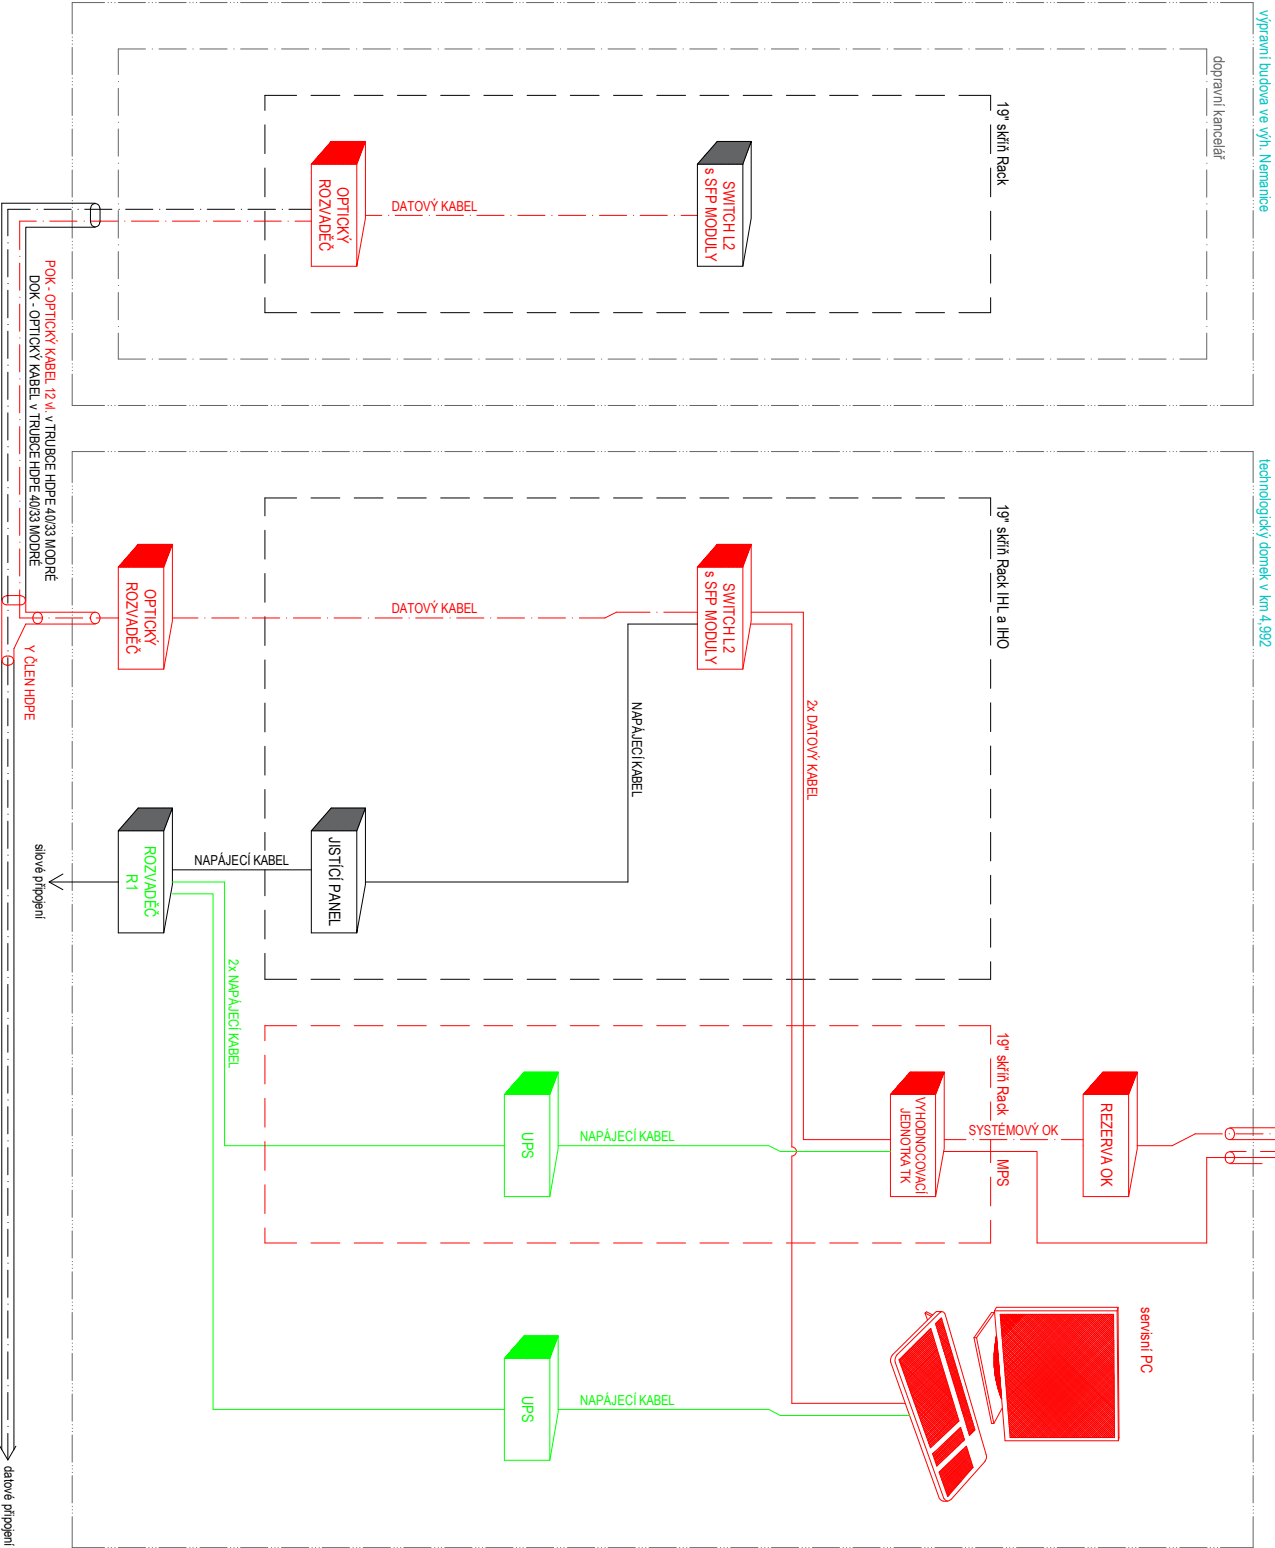 výpravní budova ve výh. Nemanice
dopravní kancelář
19" skříň Rack
SWITCH L2
s SFP MODULY
DATOVÝ KABEL
OPTICKÝ
ROZVADĚČ
POK - OPTICKÝ KABEL 12 vl. v TRUBCE HDPE 40/33 MODRÉ
DOK - OPTICKÝ KABEL v TRUBCE HDPE 40/33 MODRÉ
technologický domek v km 4,992
19" skříň Rack IHL a IHO
SWITCH L2
s SFP MODULY
DATOVÝ KABEL
OPTICKÝ
ROZVADĚČ
Y ČLEN HDPE
2x DATOVÝ KABEL
NAPÁJECÍ KABEL
JISTÍCÍ PANEL
NAPÁJECÍ KABEL
ROZVADĚČ
R1
silové připojení
2x NAPÁJECÍ KABEL
19" skříň Rack MPS
REZERVA OK
SYSTÉMOVÝ OK
VYHODNOCOVACÍ
JEDNOTKA TK
NAPÁJECÍ KABEL
UPS
servisní PC
NAPÁJECÍ KABEL
UPS
datové připojení